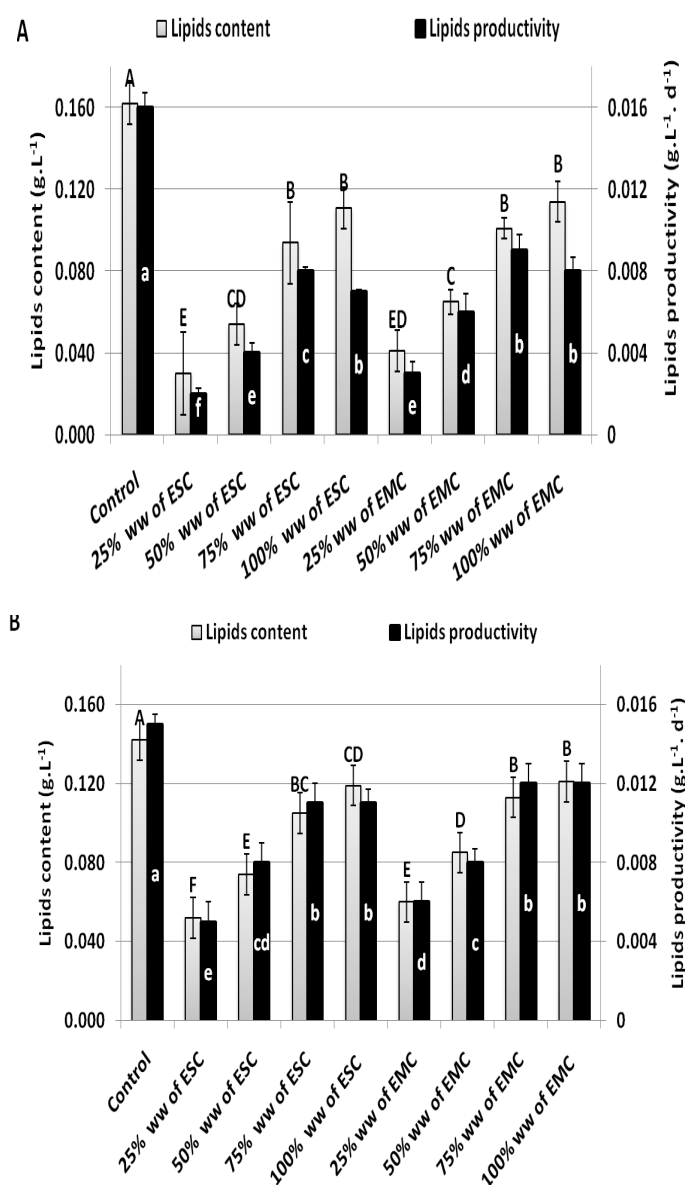 A
Lipids content Lipids productivity
Lipids content (g.L⁻¹)
0.160
0.120
0.080
0.040
0.000
A
E
CD
B
B
ED
C
B
B
a
f
e
c
b
e
d
b
b
0.016
0.012
0.008
0.004
0
Lipids productivity (g.L⁻¹. d⁻¹)
Control
25% ww of ESC
50% ww of ESC
75% ww of ESC
100% ww of ESC
25% ww of EMC
50% ww of EMC
75% ww of EMC
100% ww of EMC
B
Lipids content Lipids productivity
Lipids content (g.L⁻¹)
0.160
0.120
0.080
0.040
0.000
A
F
E
BC
CD
E
D
B
B
a
e
cd
b
b
d
c
b
b
0.016
0.012
0.008
0.004
0
Lipids productivity (g.L⁻¹. d⁻¹)
Control
25% ww of ESC
50% ww of ESC
75% ww of ESC
100% ww of ESC
25% ww of EMC
50% ww of EMC
75% ww of EMC
100% ww of EMC